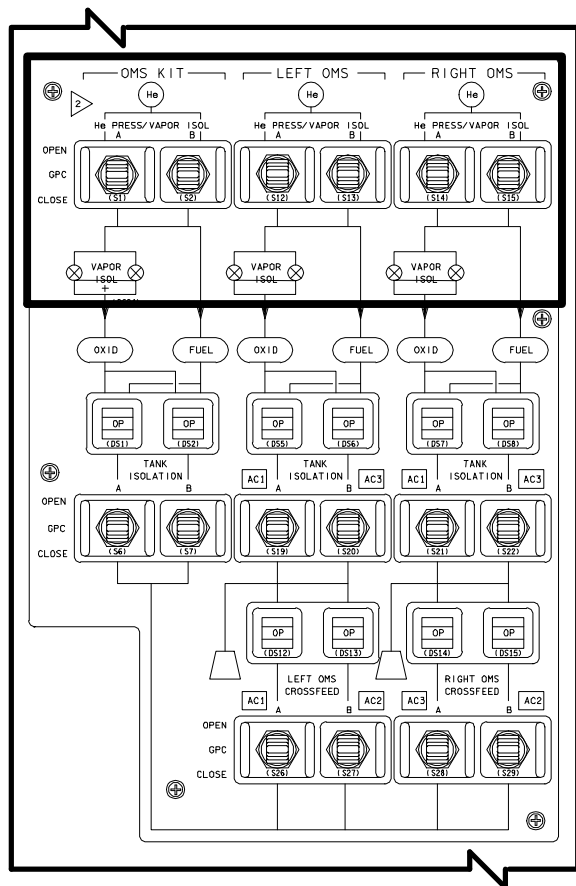 OMS KIT LEFT OMS RIGHT OMS
2 He He He
He PRESS/VAPOR ISOL He PRESS/VAPOR ISOL He PRESS/VAPOR ISOL
A B A B A B
OPEN
GPC
CLOSE
(S1) (S2) (S12) (S13) (S14) (S15)
VAPOR ISOL VAPOR ISOL VAPOR ISOL
OXID FUEL OXID FUEL OXID FUEL
OP OP OP OP OP OP
(DS1) (DS2) (DS5) (DS6) (DS7) (DS8)
TANK ISOLATION AC1 TANK ISOLATION AC3 AC1 TANK ISOLATION AC3
A B A B A B
OPEN
GPC
CLOSE
(S6) (S7) (S19) (S20) (S21) (S22)
OP OP OP OP
(DS12) (DS13) (DS14) (DS15)
LEFT OMS CROSSFEED RIGHT OMS CROSSFEED
AC1 A B AC2 AC3 A B AC2
OPEN
GPC
CLOSE
(S26) (S27) (S28) (S29)